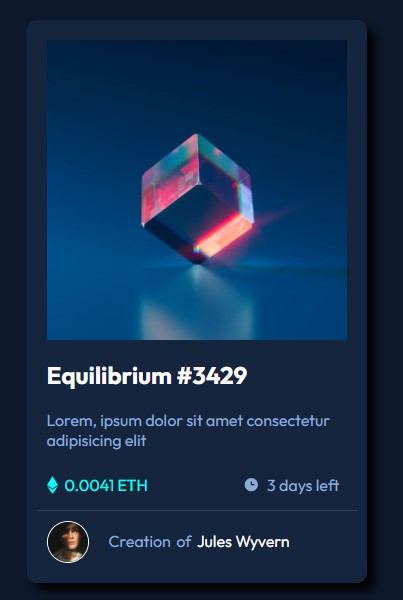 Equilibrium #3429
Lorem, ipsum dolor sit amet consectetur
adipisicing elit
0.0041 ETH
3 days left
Creation of Jules Wyvern